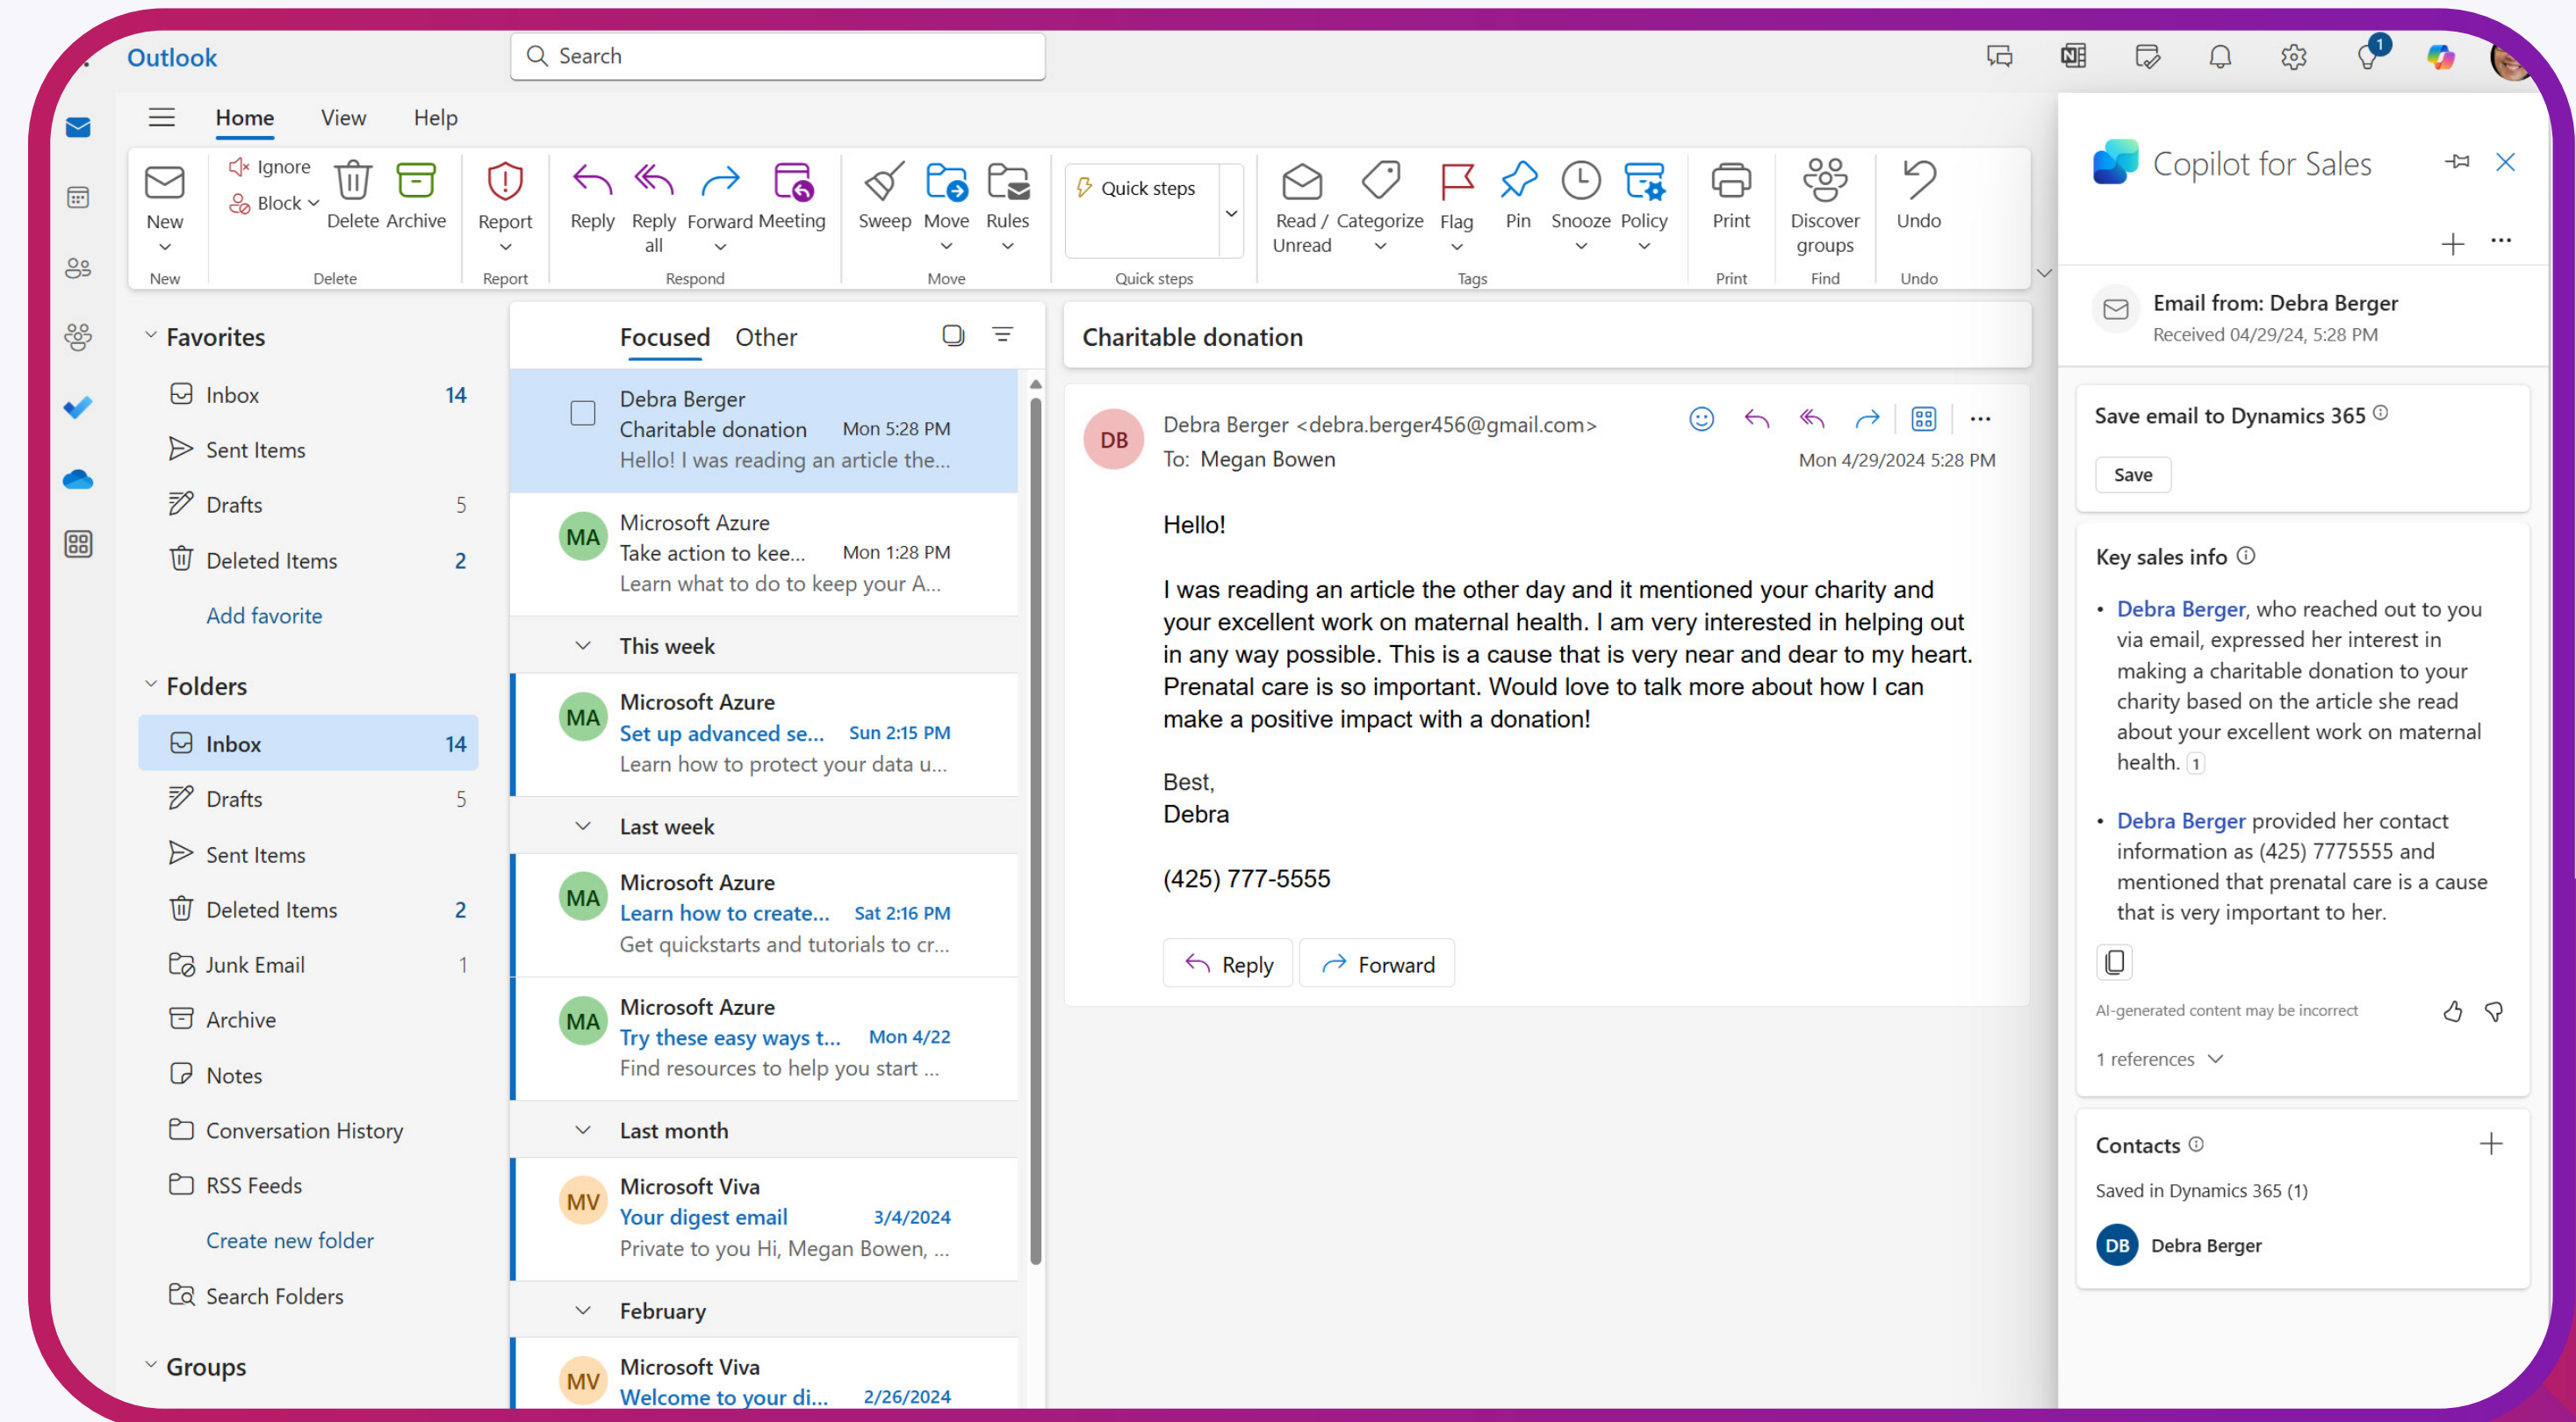 Outlook
Search
1
Home
View
Help
New
New
Ignore
Block
Delete
Archive
Delete
Report
Report
Reply
Reply
all
Forward
Meeting
Respond
Sweep
Move
Rules
Move
Quick steps
Quick steps
Read /
Unread
Categorize
Flag
Pin
Snooze
Policy
Tags
Print
Print
Discover
groups
Find
Undo
Undo
Favorites
Inbox 14
Sent Items
Drafts 5
Deleted Items 2
Add favorite
Folders
Inbox 14
Drafts 5
Sent Items
Deleted Items 2
Junk Email 1
Archive
Notes
Conversation History
RSS Feeds
Create new folder
Search Folders
Groups
Focused Other
Debra Berger
Charitable donation Mon 5:28 PM
Hello! I was reading an article the...
MA
Microsoft Azure
Take action to kee... Mon 1:28 PM
Learn what to do to keep your A...
This week
MA
Microsoft Azure
Set up advanced se... Sun 2:15 PM
Learn how to protect your data u...
Last week
MA
Microsoft Azure
Learn how to create... Sat 2:16 PM
Get quickstarts and tutorials to cr...
MA
Microsoft Azure
Try these easy ways t... Mon 4/22
Find resources to help you start ...
Last month
MV
Microsoft Viva
Your digest email 3/4/2024
Private to you Hi, Megan Bowen, ...
February
MV
Microsoft Viva
Welcome to your di... 2/26/2024
Charitable donation
DB
Debra Berger <debra.berger456@gmail.com>
To: Megan Bowen
Mon 4/29/2024 5:28 PM
Hello!
I was reading an article the other day and it mentioned your charity and
your excellent work on maternal health. I am very interested in helping out
in any way possible. This is a cause that is very near and dear to my heart.
Prenatal care is so important. Would love to talk more about how I can
make a positive impact with a donation!
Best,
Debra
(425) 777-5555
Reply
Forward
Copilot for Sales
Email from: Debra Berger
Received 04/29/24, 5:28 PM
Save email to Dynamics 365
Save
Key sales info
• Debra Berger, who reached out to you
via email, expressed her interest in
making a charitable donation to your
charity based on the article she read
about your excellent work on maternal
health. 1
• Debra Berger provided her contact
information as (425) 7775555 and
mentioned that prenatal care is a cause
that is very important to her.
AI-generated content may be incorrect
1 references
Contacts
Saved in Dynamics 365 (1)
DB
Debra Berger